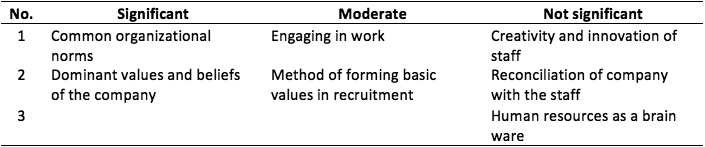 No. Significant Moderate Not significant
1 Common organizational Engaging in work Creativity and innovation of
norms staff
2 Dominant values and beliefs Method of forming basic Reconciliation of company
of the company values in recruitment with the staff
3 Human resources as a brain
ware